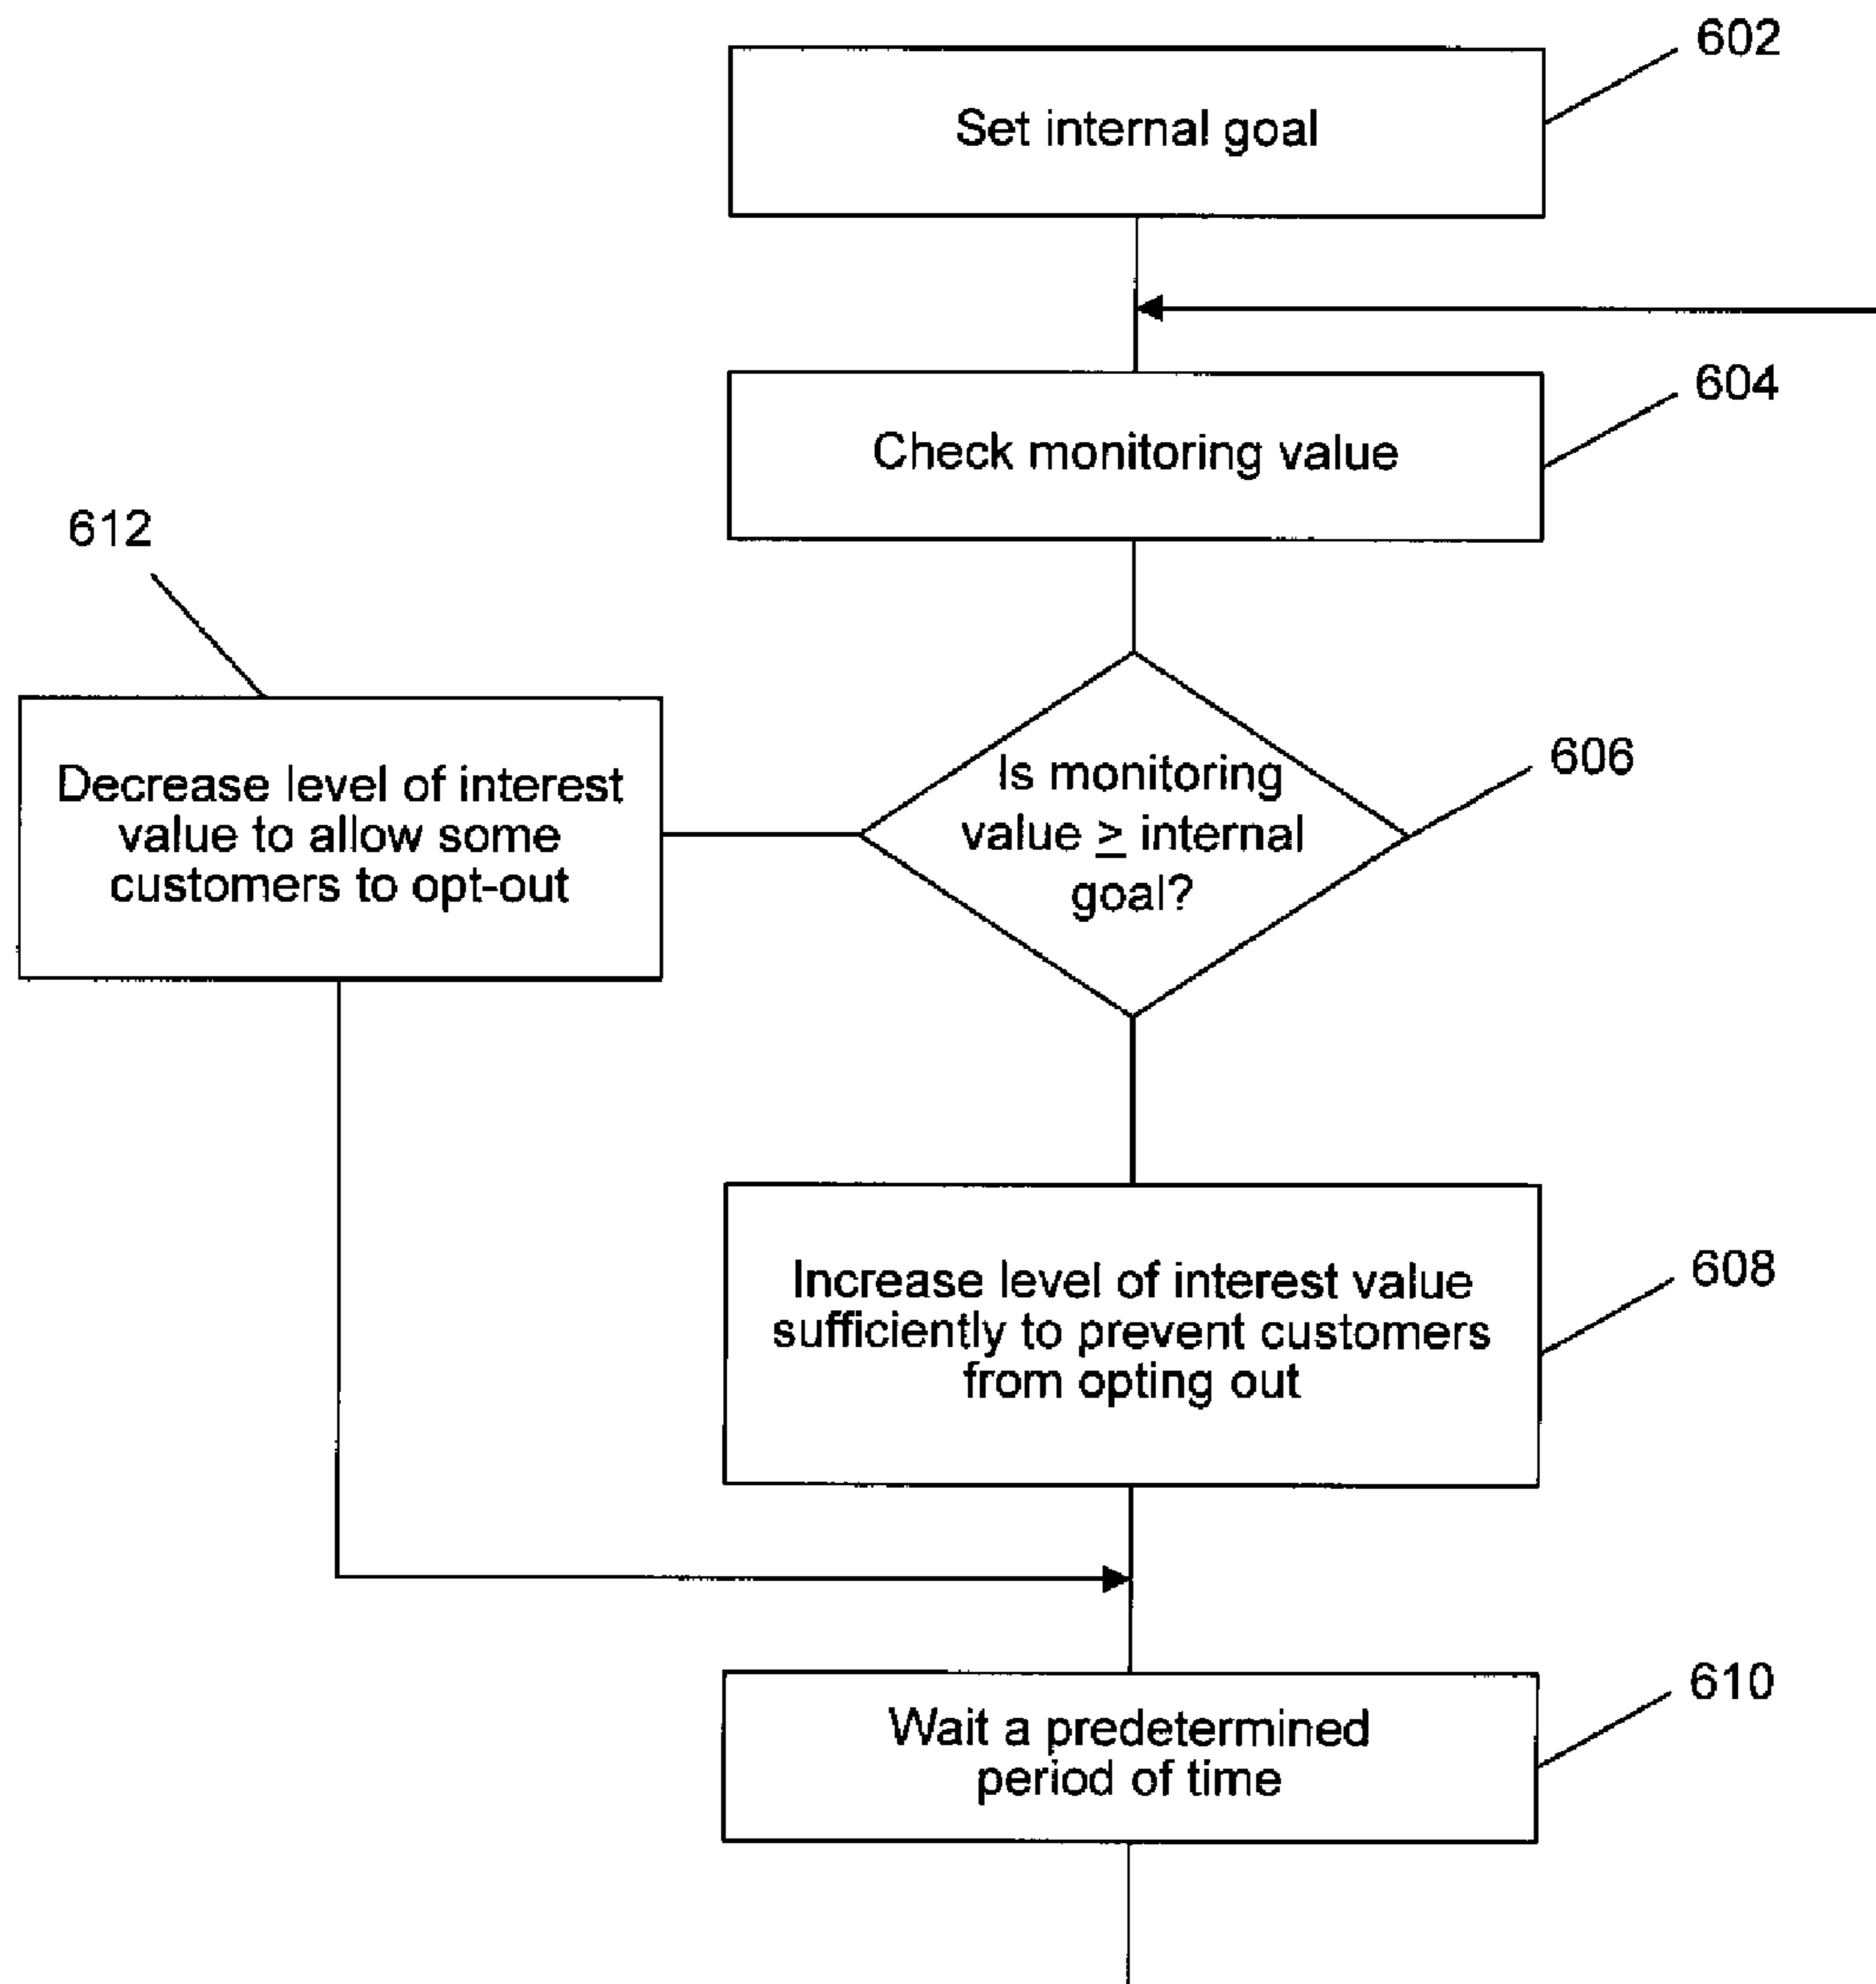 602
Set internal goal
604
Check monitoring value
612
606
Decrease level of interest
value to allow some
customers to opt-out
Is monitoring
value ≥ internal
goal?
608
Increase level of interest value
sufficiently to prevent customers
from opting out
610
Wait a predetermined
period of time